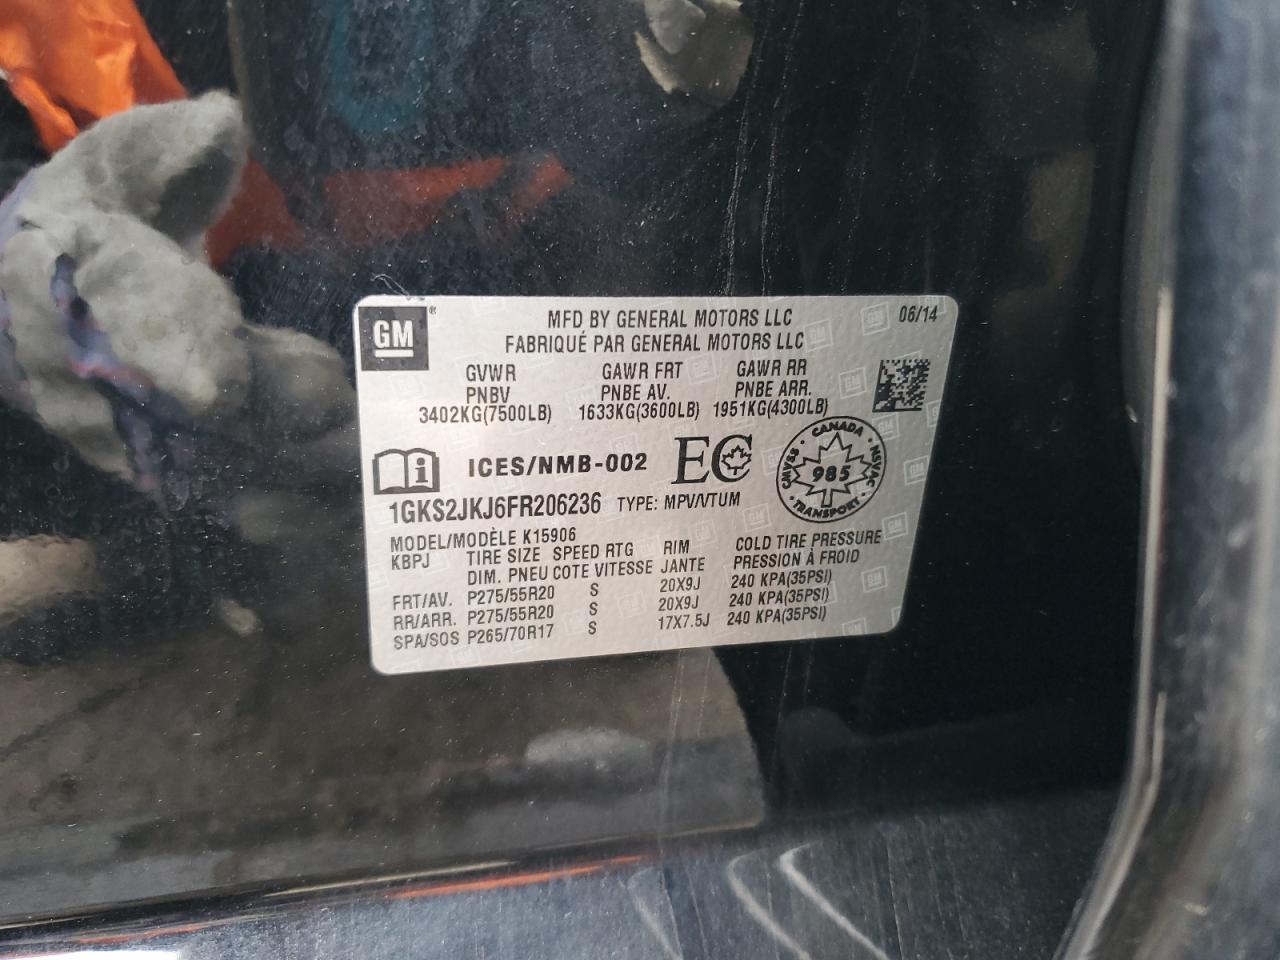 GM ®
MFD BY GENERAL MOTORS LLC 06/14
FABRIQUÉ PAR GENERAL MOTORS LLC
GVWR GAWR FRT GAWR RR
PNBV PNBE AV. PNBE ARR.
3402KG(7500LB) 1633KG(3600LB) 1951KG(4300LB)
ICES/NMB-002 EC
CANADA
985
TRANSPORT
CMVSS NSVAC
1GKS2JKJ6FR206236 TYPE: MPV/VTUM
MODEL/MODÈLE K15906
KBPJ TIRE SIZE SPEED RTG RIM COLD TIRE PRESSURE
DIM. PNEU COTE VITESSE JANTE PRESSION À FROID
FRT/AV. P275/55R20 S 20X9J 240 KPA(35PSI)
RR/ARR. P275/55R20 S 20X9J 240 KPA(35PSI)
SPA/SOS P265/70R17 S 17X7.5J 240 KPA(35PSI)